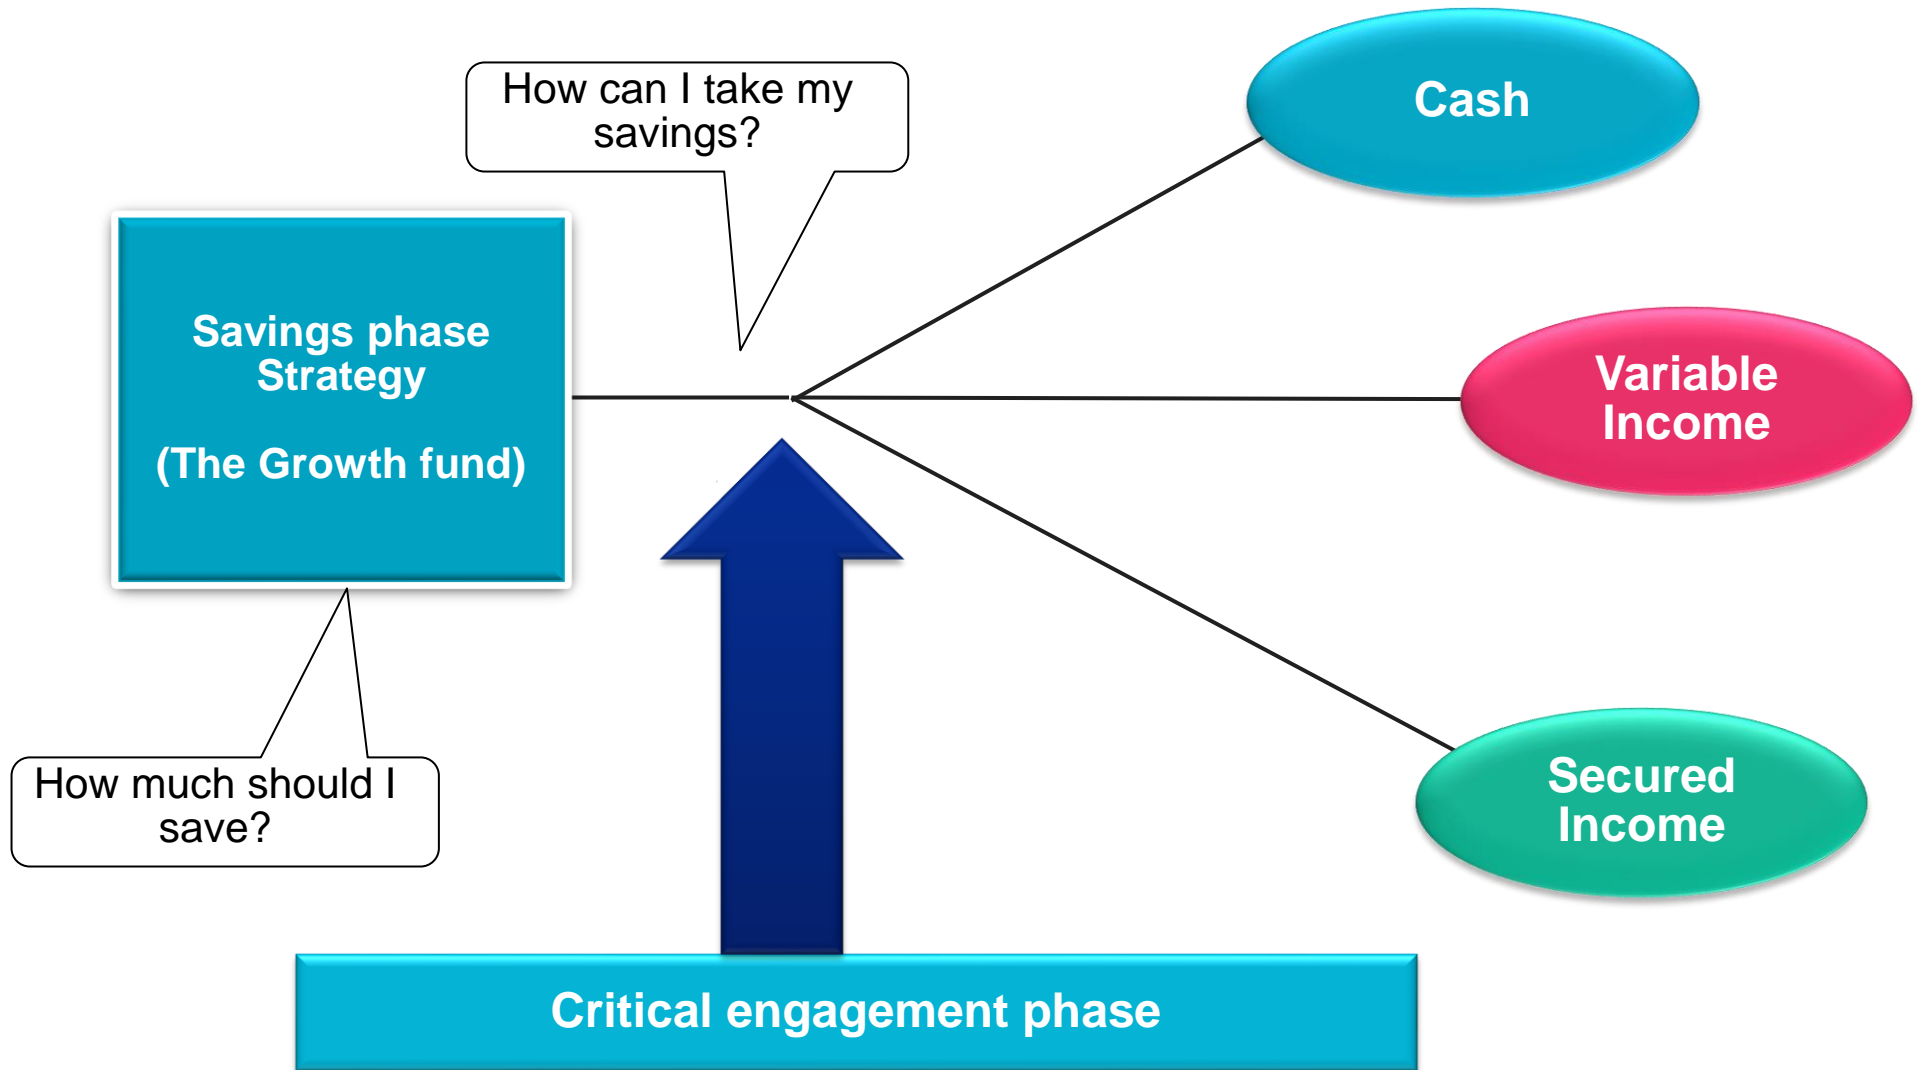 How can I take my
savings?
Cash
Savings phase
Strategy
(The Growth fund)
Variable
Income
How much should I
save?
Secured
Income
Critical engagement phase